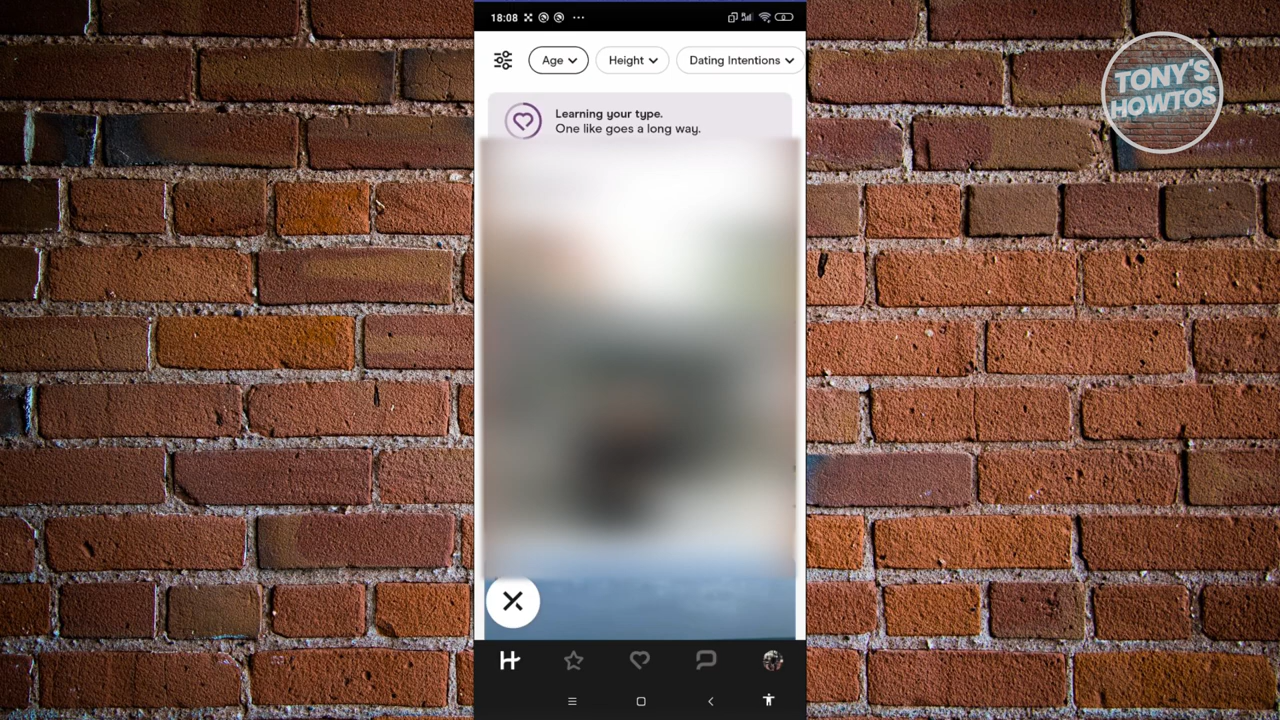 18:08
Age
Height
Dating Intentions
Learning your type.
One like goes a long way.
TONY'S
HOWTOS